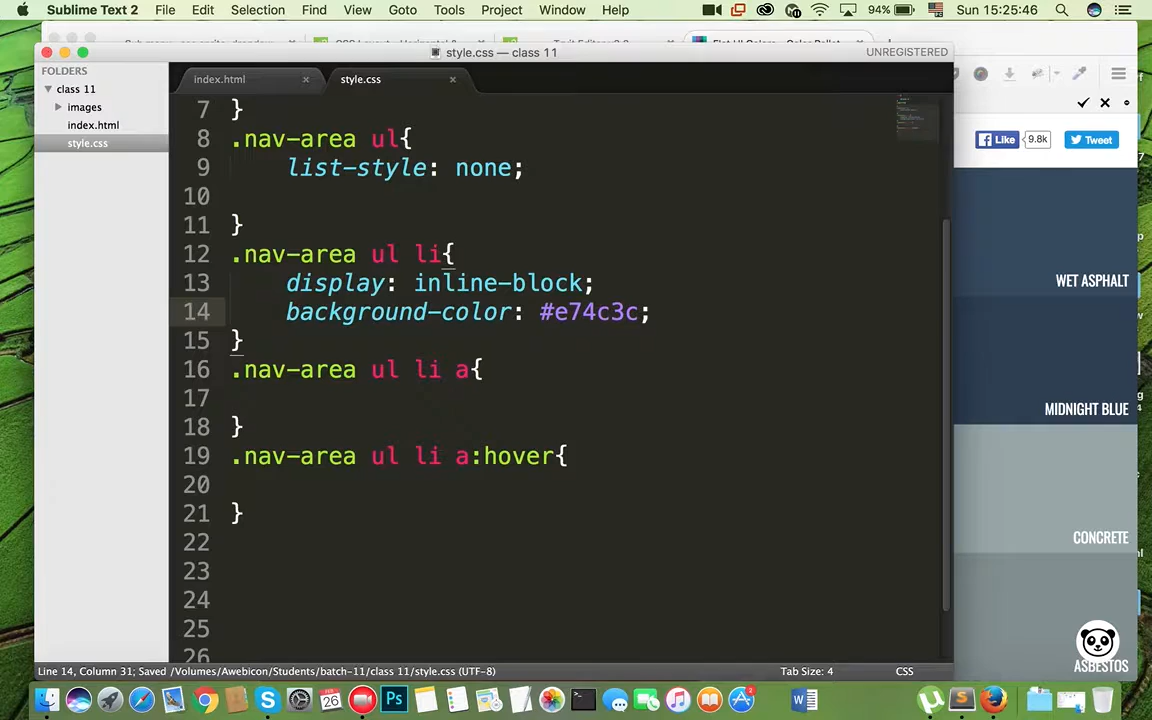 Sublime Text 2 File Edit Selection Find View Goto Tools Project Window Help 94% Sun 15:25:46
style.css — class 11 UNREGISTERED
FOLDERS
class 11
images
index.html
style.css
index.html style.css
7 }
8 .nav-area ul{
9 list-style: none;
10
11 }
12 .nav-area ul li{
13 display: inline-block;
14 background-color: #e74c3c;
15 }
16 .nav-area ul li a{
17
18 }
19 .nav-area ul li a:hover{
20
21 }
22
23
24
25
26
Like 9.8k Tweet
WET ASPHALT
MIDNIGHT BLUE
CONCRETE
ASBESTOS
Line 14, Column 31; Saved /Volumes/Awebicon/Students/batch-11/class 11/style.css (UTF-8) Tab Size: 4 CSS
FEB
26
Ps
2